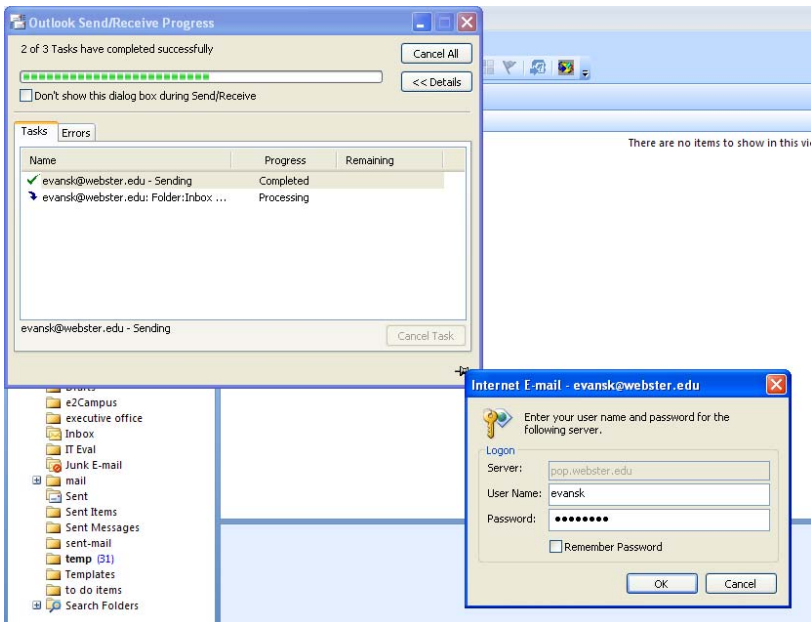 Outlook Send/Receive Progress
2 of 3 Tasks have completed successfully
Cancel All
<< Details
Don't show this dialog box during Send/Receive
Tasks Errors
Name Progress Remaining
evansk@webster.edu - Sending Completed
evansk@webster.edu: Folder:Inbox ... Processing
evansk@webster.edu - Sending
Cancel Task
There are no items to show in this vi
Drafts
e2Campus
executive office
Inbox
IT Eval
Junk E-mail
mail
Sent
Sent Items
Sent Messages
sent-mail
temp (31)
Templates
to do items
Search Folders
Internet E-mail - evansk@webster.edu
Enter your user name and password for the
following server.
Logon
Server: pop.webster.edu
User Name: evansk
Password: ●●●●●●●●
Remember Password
OK Cancel